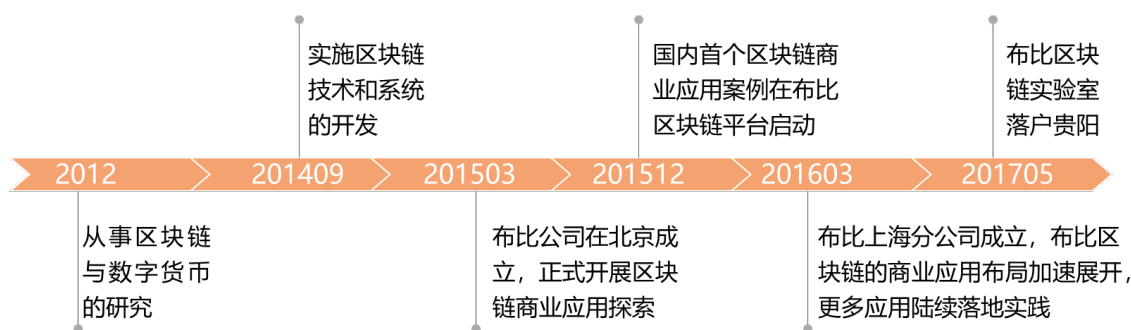 实施区块链
技术和系统
的开发
国内首个区块链商
业应用案例在布比
区块链平台启动
布比区块
链实验室
落户贵阳
2012
201409
201503
201512
201603
201705
从事区块链
与数字货币
的研究
布比公司在北京成
立，正式开展区块
链商业应用探索
布比上海分公司成立，布比区
块链的商业应用布局加速展开，
更多应用陆续落地实践